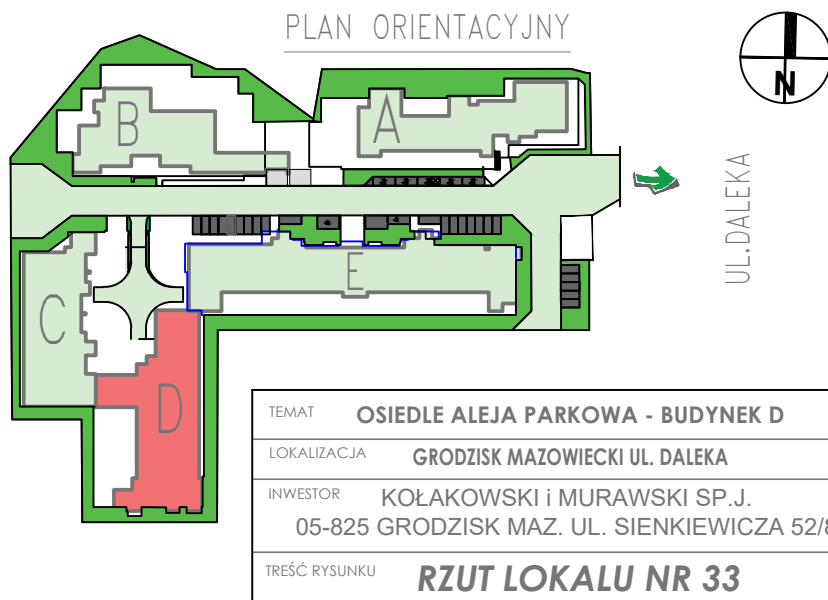 PLAN ORIENTACYJNY
N
B
A
UL.DALEKA
E
C
D
TEMAT OSIEDLE ALEJA PARKOWA - BUDYNEK D
LOKALIZACJA GRODZISK MAZOWIECKI UL. DALEKA
INWESTOR KOŁAKOWSKI i MURAWSKI SP.J.
05-825 GRODZISK MAZ. UL. SIENKIEWICZA 52/8
TREŚĆ RYSUNKU RZUT LOKALU NR 33